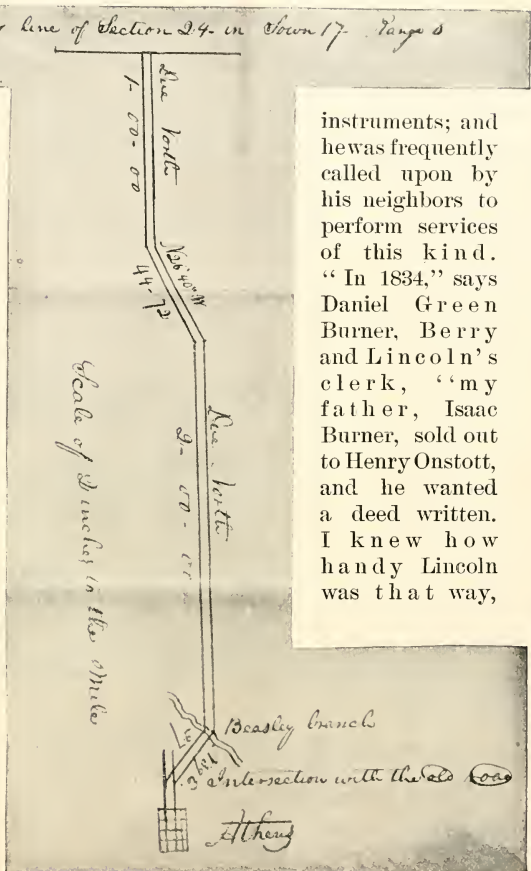 line of Section 24- in Town 17- Range 8
Due North
1-00-00
N26°40"W
44-72
Due North
2-00-00
Scale of 2 inches to the Mile
Beasley branch
Intersection with the old road
Athens
instruments; and
hewas frequently
called upon by
his neighbors to
perform services
of this kind.
“In 1834,” says
Daniel Green
Burner, Berry
and Lincoln's
clerk, “my
father, Isaac
Burner, sold out
to Henry Onstott,
and he wanted
a deed written.
I knew how
handy Lincoln
was that way,